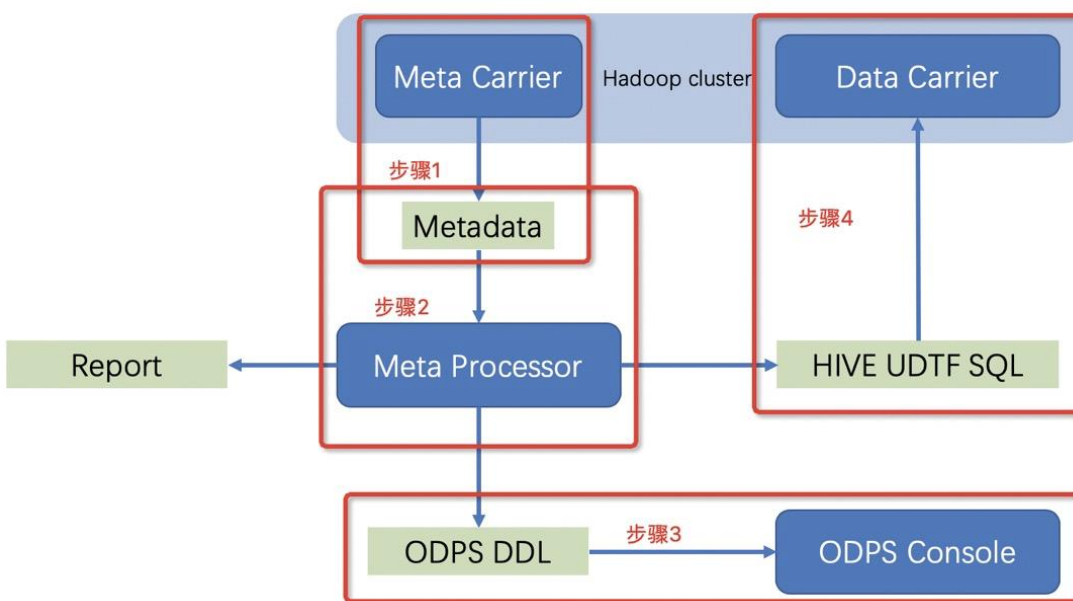 Meta Carrier
Hadoop cluster
Data Carrier
步骤1
Metadata
步骤4
步骤2
Report
Meta Processor
HIVE UDTF SQL
ODPS DDL
步骤3
ODPS Console